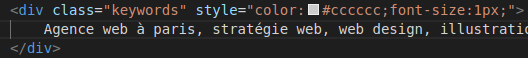 <div class="keywords" style="color:#cccccc;font-size:1px;">
Agence web à paris, stratégie web, web design, illustratio
</div>